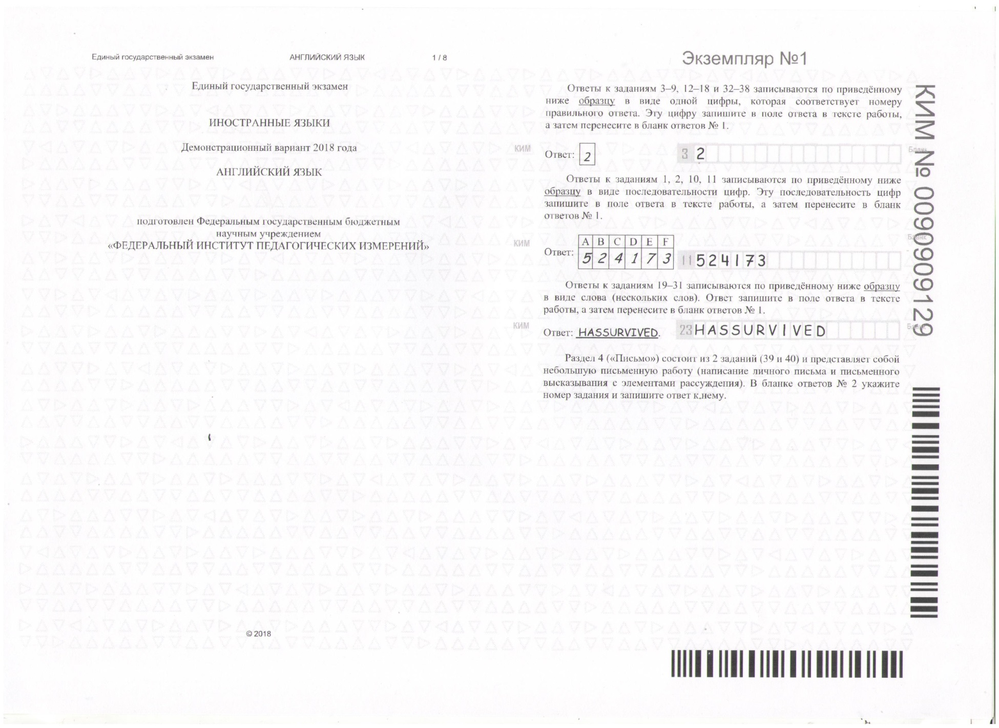 Единый государственный экзамен АНГЛИЙСКИЙ ЯЗЫК 1 / 8
Единый государственный экзамен
ИНОСТРАННЫЕ ЯЗЫКИ
Демонстрационный вариант 2018 года
АНГЛИЙСКИЙ ЯЗЫК
подготовлен Федеральным государственным бюджетным
научным учреждением
«ФЕДЕРАЛЬНЫЙ ИНСТИТУТ ПЕДАГОГИЧЕСКИХ ИЗМЕРЕНИЙ»
© 2018
Экземпляр №1
Ответы к заданиям 3–9, 12–18 и 32–38 записываются по приведённому
ниже образцу в виде одной цифры, которая соответствует номеру
правильного ответа. Эту цифру запишите в поле ответа в тексте работы,
а затем перенесите в бланк ответов № 1.
КИМ Ответ: 2 3 2 Бланк
Ответы к заданиям 1, 2, 10, 11 записываются по приведённому ниже
образцу в виде последовательности цифр. Эту последовательность цифр
запишите в поле ответа в тексте работы, а затем перенесите в бланк
ответов № 1.
A B C D E F
КИМ Ответ: 5 2 4 1 7 3 11 524173 Бланк
Ответы к заданиям 19–31 записываются по приведённому ниже образцу
в виде слова (нескольких слов). Ответ запишите в поле ответа в тексте
работы, а затем перенесите в бланк ответов № 1.
КИМ Ответ: HASSURVIVED. 23 HASSURVIVED Бланк
Раздел 4 («Письмо») состоит из 2 заданий (39 и 40) и представляет собой
небольшую письменную работу (написание личного письма и письменного
высказывания с элементами рассуждения). В бланке ответов № 2 укажите
номер задания и запишите ответ к нему.
КИМ № 0090909129